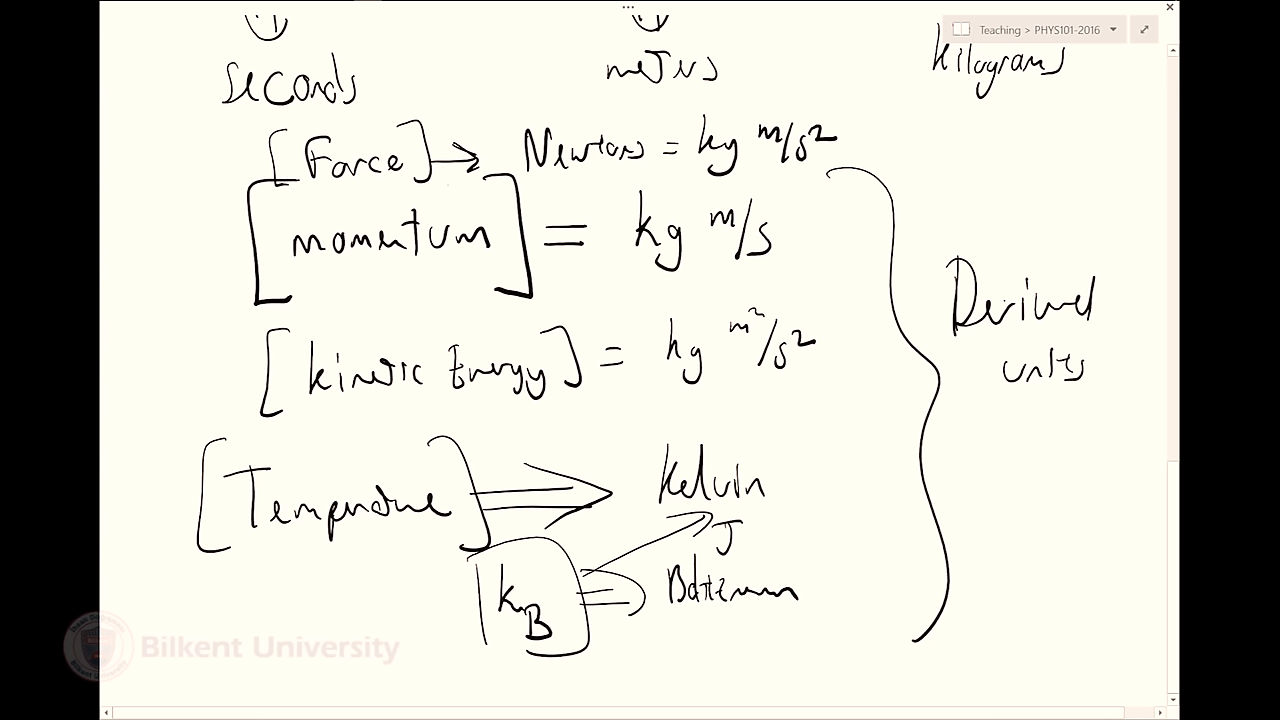 Teaching > PHYS101-2016
seconds meters kilograms
[Force] → Newtons = kg m/s²
[momentum] = kg m/s
[kinetic Energy] = kg m²/s²
Derived
units
[Temperature] ⇒ Kelvin
J
k_B Boltzmann
Bilkent University